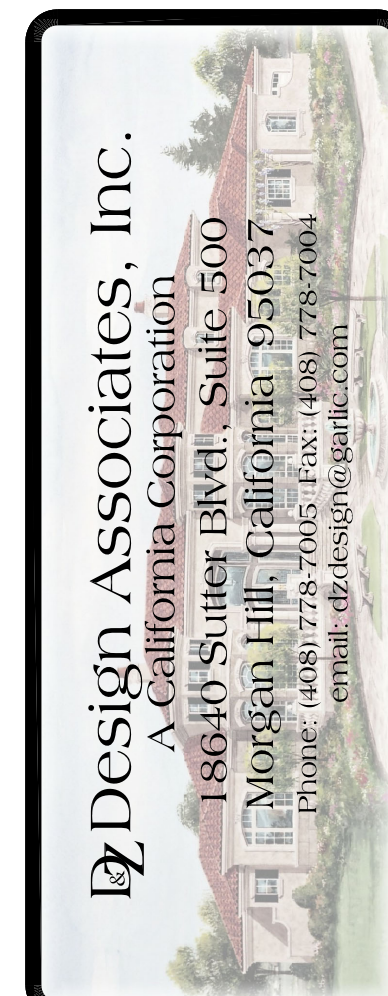 D&Z Design Associates, Inc.
A California Corporation
18640 Sutter Blvd., Suite 500
Morgan Hill, California 95037
Phone: (408) 778-7005 Fax: (408) 778-7004
email: dzdesign@garlic.com